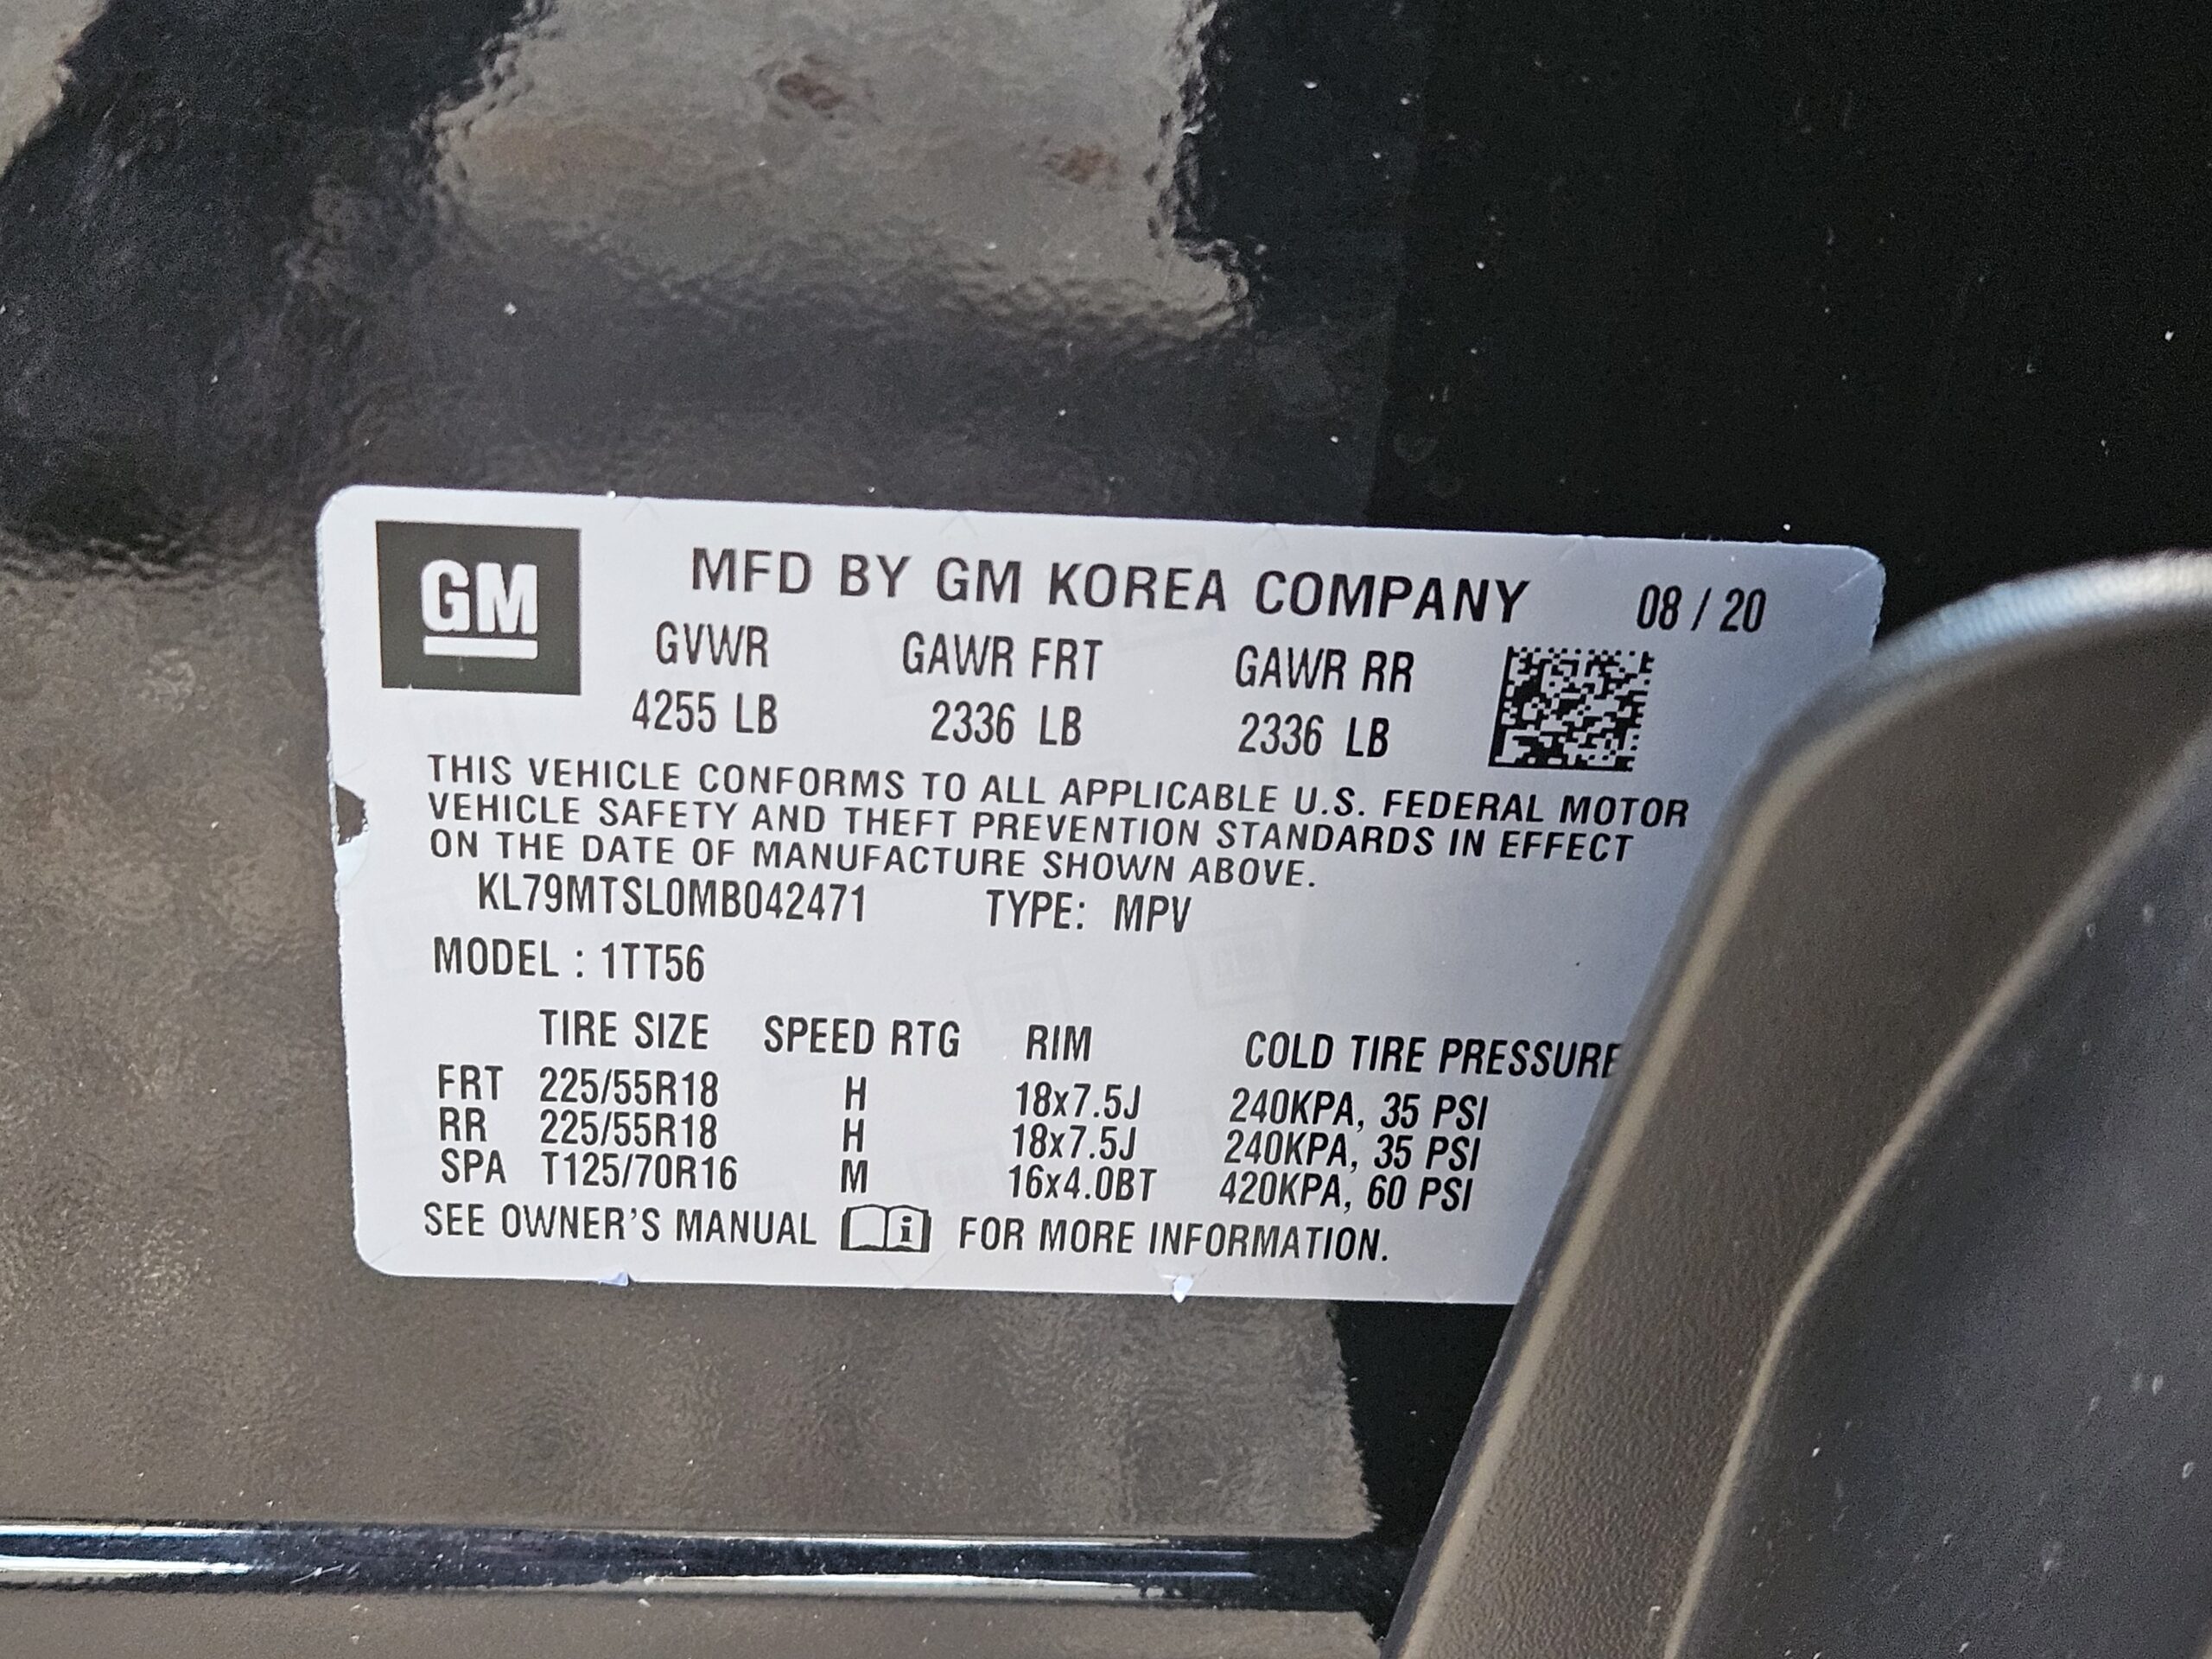 GM
MFD BY GM KOREA COMPANY 08 / 20
GVWR GAWR FRT GAWR RR
4255 LB 2336 LB 2336 LB
THIS VEHICLE CONFORMS TO ALL APPLICABLE U.S. FEDERAL MOTOR
VEHICLE SAFETY AND THEFT PREVENTION STANDARDS IN EFFECT
ON THE DATE OF MANUFACTURE SHOWN ABOVE.
KL79MTSL0MB042471 TYPE: MPV
MODEL : 1TT56
TIRE SIZE SPEED RTG RIM COLD TIRE PRESSURE
FRT 225/55R18 H 18x7.5J 240KPA, 35 PSI
RR 225/55R18 H 18x7.5J 240KPA, 35 PSI
SPA T125/70R16 M 16x4.0BT 420KPA, 60 PSI
SEE OWNER'S MANUAL i FOR MORE INFORMATION.